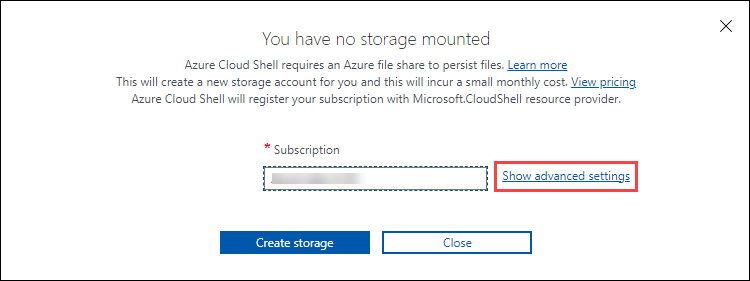 You have no storage mounted
Azure Cloud Shell requires an Azure file share to persist files. Learn more
This will create a new storage account for you and this will incur a small monthly cost. View pricing
Azure Cloud Shell will register your subscription with Microsoft.CloudShell resource provider.
* Subscription
Show advanced settings
Create storage
Close